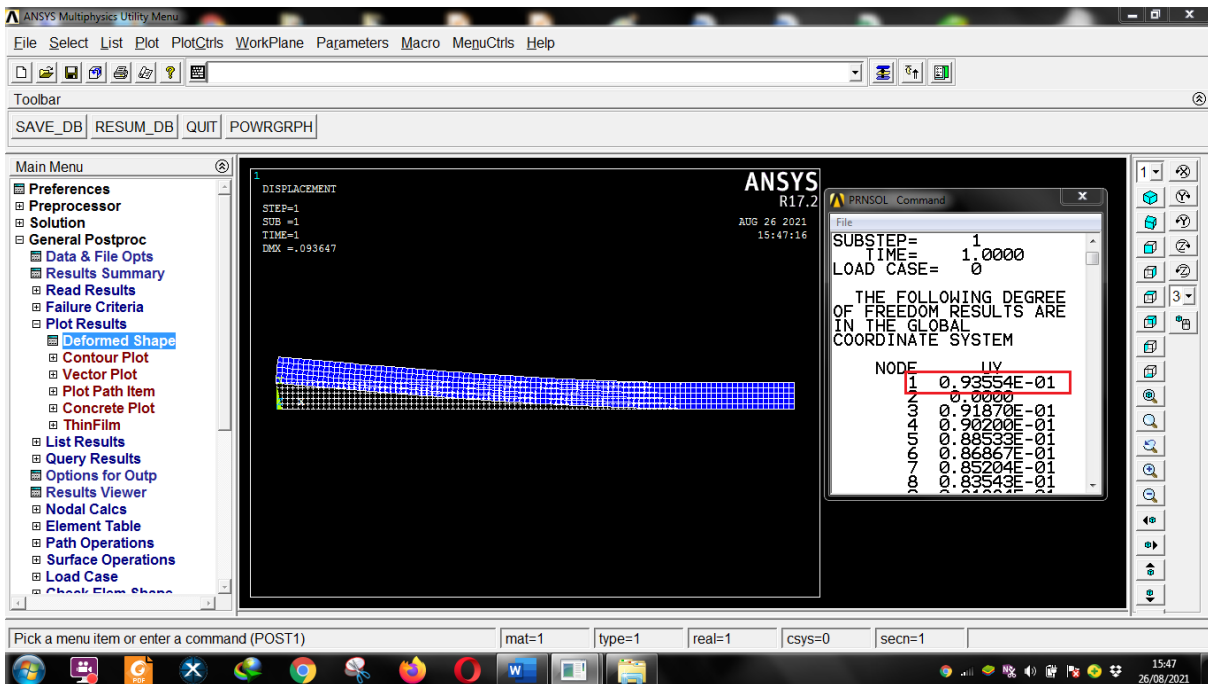 ANSYS Multiphysics Utility Menu
File Select List Plot PlotCtrls WorkPlane Parameters Macro MenuCtrls Help
Toolbar
SAVE_DB RESUM_DB QUIT POWRGRPH
Main Menu
Preferences
Preprocessor
Solution
General Postproc
Data & File Opts
Results Summary
Read Results
Failure Criteria
Plot Results
Deformed Shape
Contour Plot
Vector Plot
Plot Path Item
Concrete Plot
ThinFilm
List Results
Query Results
Options for Outp
Results Viewer
Nodal Calcs
Element Table
Path Operations
Surface Operations
Load Case
Check Elem Shape
1
DISPLACEMENT
STEP=1
SUB =1
TIME=1
DMX =.093647
ANSYS
R17.2
AUG 26 2021
15:47:16
X
PRNSOL Command
File
SUBSTEP= 1
TIME= 1.0000
LOAD CASE= 0
THE FOLLOWING DEGREE
OF FREEDOM RESULTS ARE
IN THE GLOBAL
COORDINATE SYSTEM
NODE UY
1 0.93554E-01
2 0.0000
3 0.91870E-01
4 0.90200E-01
5 0.88533E-01
6 0.86867E-01
7 0.85204E-01
8 0.83543E-01
1
3
Pick a menu item or enter a command (POST1) mat=1 type=1 real=1 csys=0 secn=1
15:47
26/08/2021